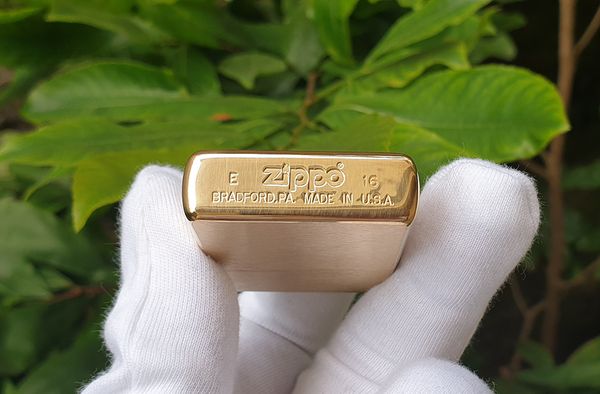 E zippo® 16
BRADFORD,PA. MADE IN U.S.A.